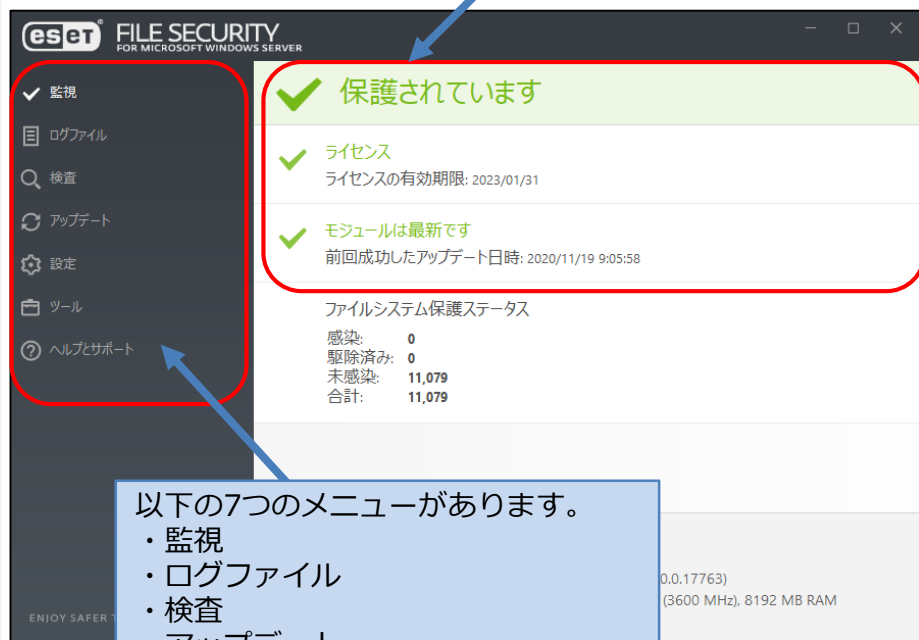 eset FILE SECURITY
FOR MICROSOFT WINDOWS SERVER
監視
ログファイル
検査
アップデート
設定
ツール
ヘルプとサポート
保護されています
ライセンス
ライセンスの有効期限: 2023/01/31
モジュールは最新です
前回成功したアップデート日時: 2020/11/19 9:05:58
ファイルシステム保護ステータス
感染: 0
駆除済み: 0
未感染: 11,079
合計: 11,079
以下の7つのメニューがあります。
・監視
・ログファイル
・検査
・アップデート
0.0.17763)
(3600 MHz), 8192 MB RAM
ENJOY SAFER